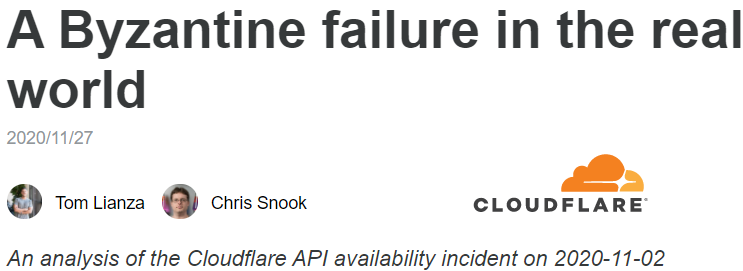 A Byzantine failure in the real
world
2020/11/27
Tom Lianza Chris Snook
CLOUDFLARE
An analysis of the Cloudflare API availability incident on 2020-11-02